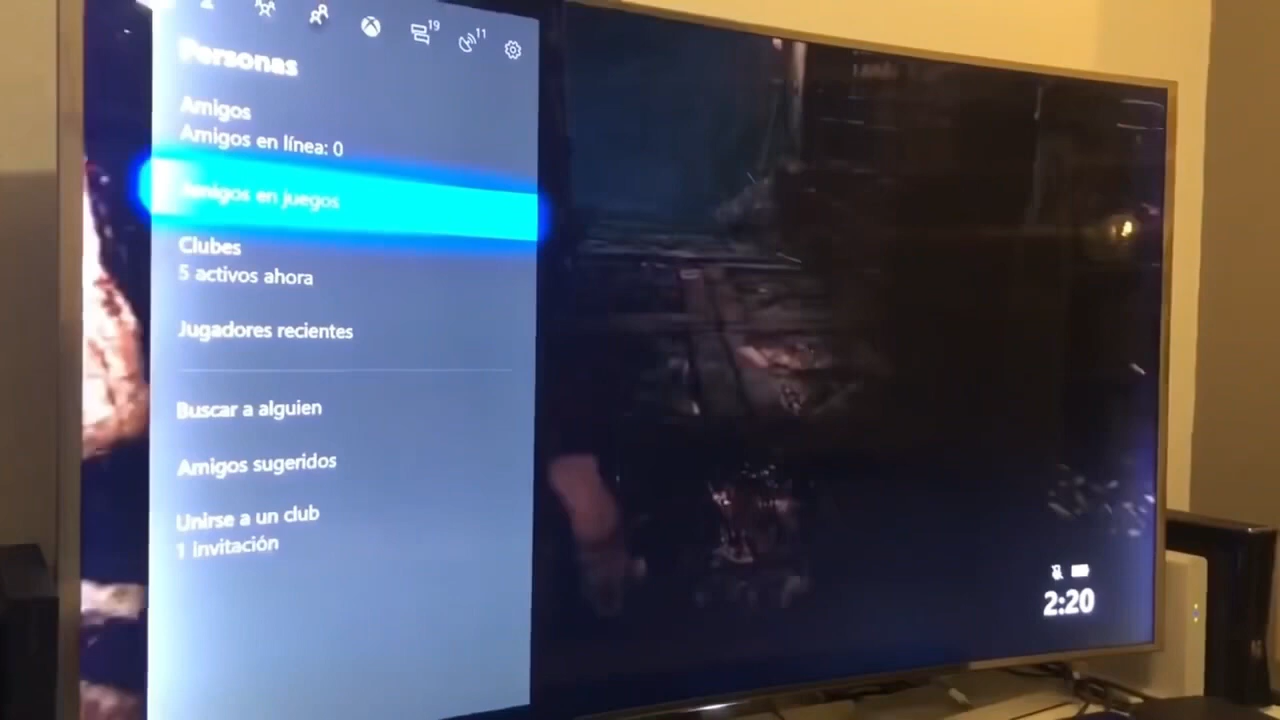 19
11
Personas
Amigos
Amigos en línea: 0
Amigos en juegos
Clubes
5 activos ahora
Jugadores recientes
Buscar a alguien
Amigos sugeridos
Unirse a un club
1 invitación
2:20